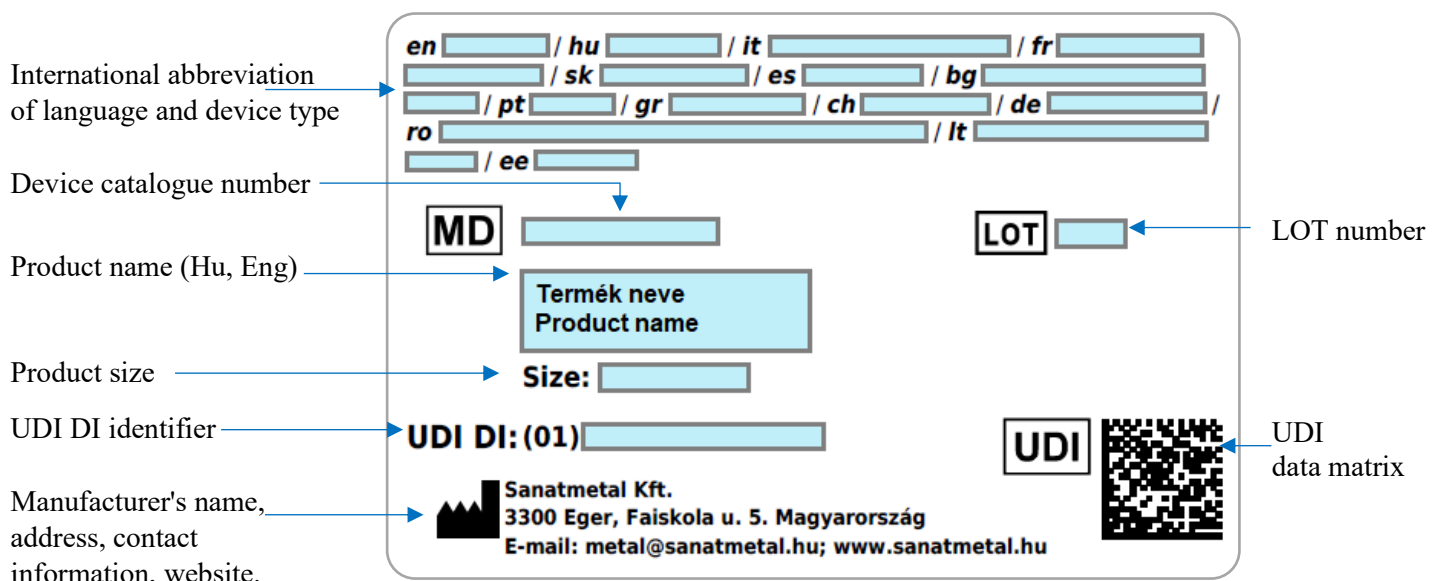 en / hu / it / fr
/ sk / es / bg
/ pt / gr / ch / de /
ro / lt
/ ee
International abbreviation
of language and device type
Device catalogue number
MD
LOT
LOT number
Product name (Hu, Eng)
Termék neve
Product name
Product size
Size:
UDI DI identifier
UDI DI: (01)
UDI
UDI
data matrix
Manufacturer's name,
address, contact
information, website.
Sanatmetal Kft.
3300 Eger, Faiskola u. 5. Magyarország
E-mail: metal@sanatmetal.hu; www.sanatmetal.hu